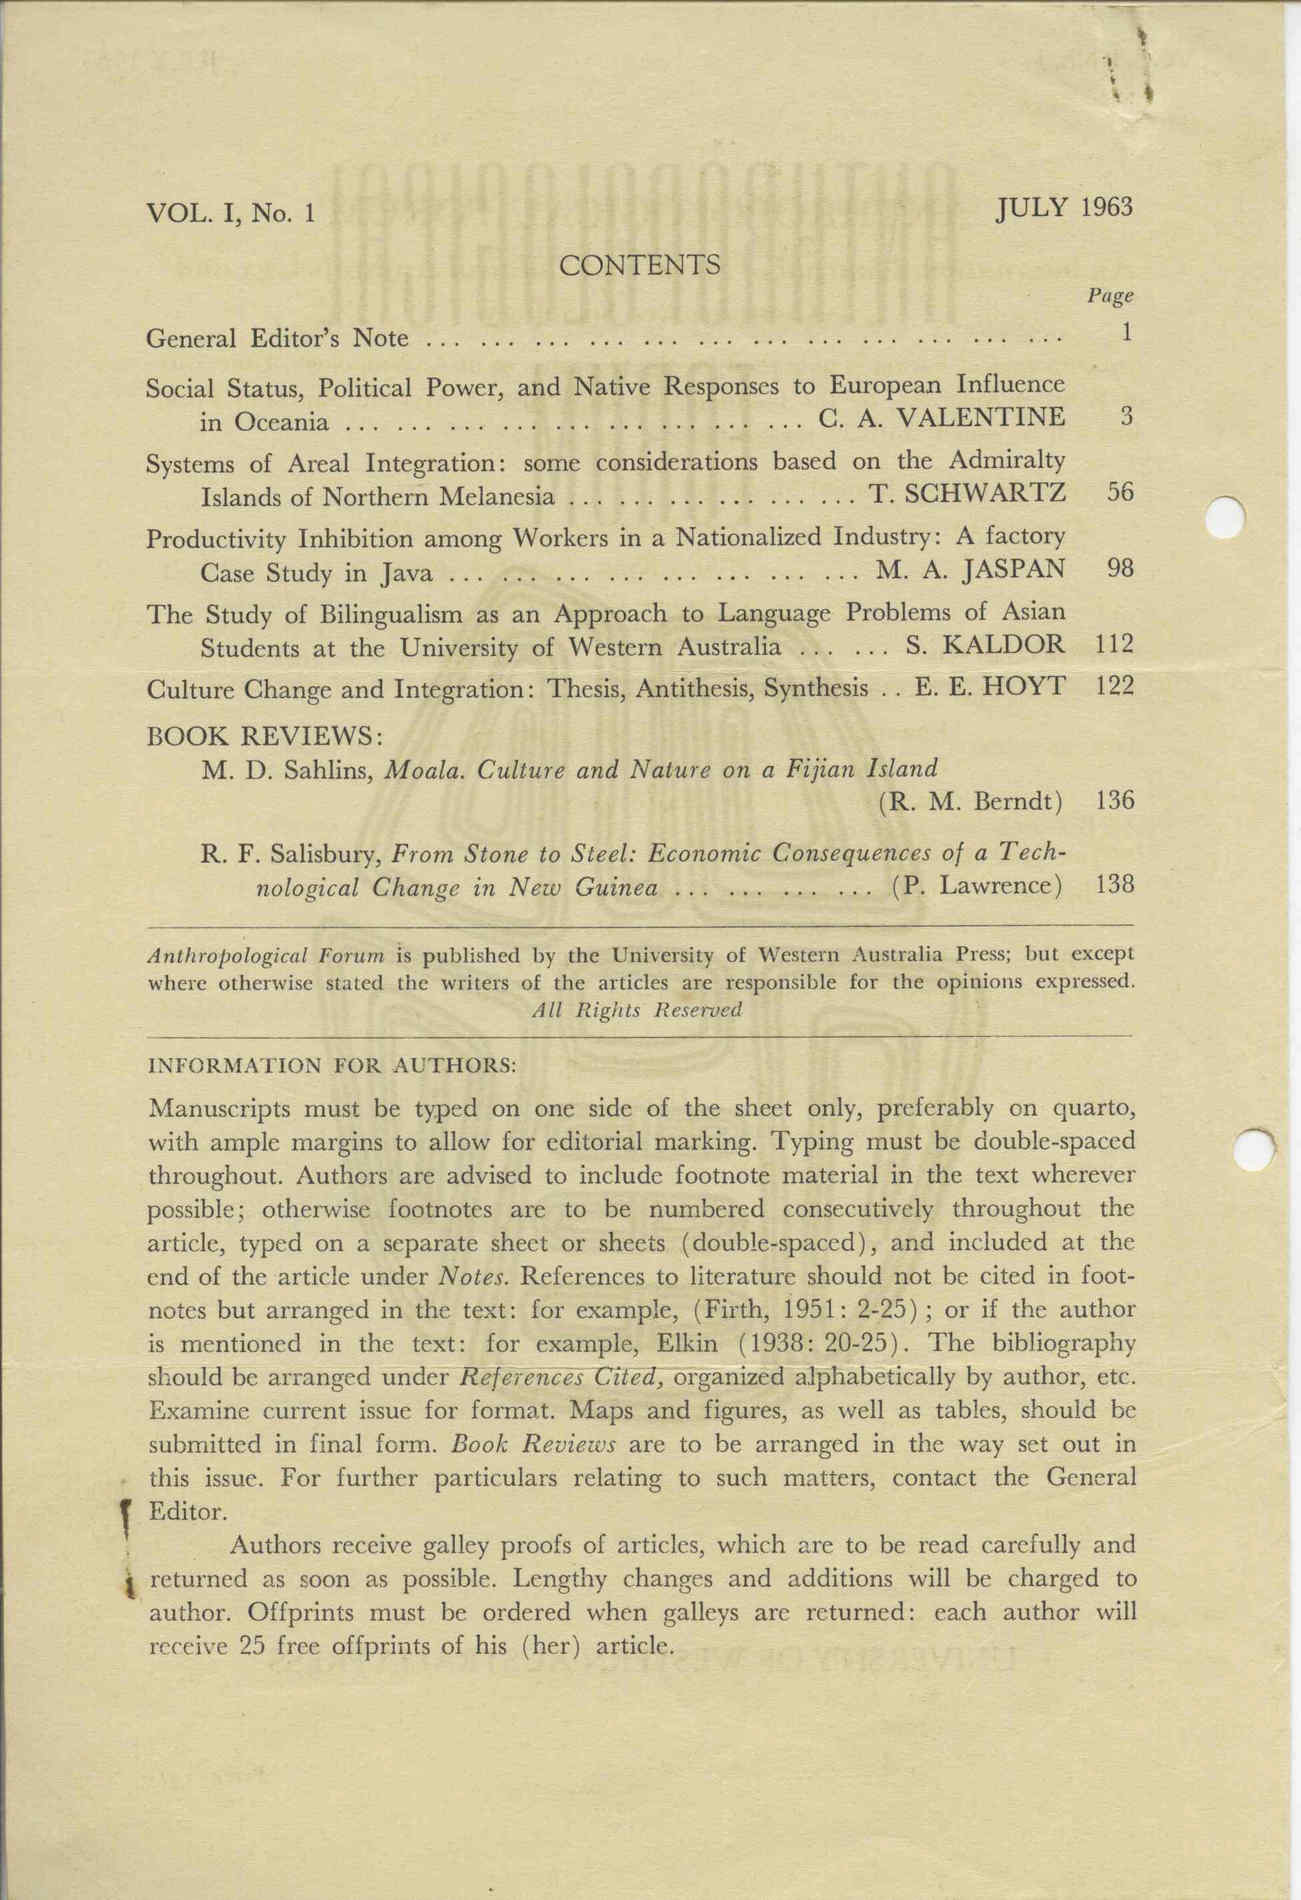 VOL. I, No. 1 JULY 1963
CONTENTS
Page
General Editor's Note ... ... ... ... ... ... ... ... ... ... ... ... 1
Social Status, Political Power, and Native Responses to European Influence
in Oceania ... ... ... ... ... ... ... ... ... C. A. VALENTINE 3
Systems of Areal Integration: some considerations based on the Admiralty
Islands of Northern Melanesia ... ... ... ... ... ... T. SCHWARTZ 56
Productivity Inhibition among Workers in a Nationalized Industry: A factory
Case Study in Java ... ... ... ... ... ... ... ... M. A. JASPAN 98
The Study of Bilingualism as an Approach to Language Problems of Asian
Students at the University of Western Australia ... ... S. KALDOR 112
Culture Change and Integration: Thesis, Antithesis, Synthesis .. E. E. HOYT 122
BOOK REVIEWS:
M. D. Sahlins, Moala. Culture and Nature on a Fijian Island
(R. M. Berndt) 136
R. F. Salisbury, From Stone to Steel: Economic Consequences of a Tech-
nological Change in New Guinea ... ... ... ... (P. Lawrence) 138
Anthropological Forum is published by the University of Western Australia Press; but except
where otherwise stated the writers of the articles are responsible for the opinions expressed.
All Rights Reserved
INFORMATION FOR AUTHORS:
Manuscripts must be typed on one side of the sheet only, preferably on quarto,
with ample margins to allow for editorial marking. Typing must be double-spaced
throughout. Authors are advised to include footnote material in the text wherever
possible; otherwise footnotes are to be numbered consecutively throughout the
article, typed on a separate sheet or sheets (double-spaced), and included at the
end of the article under Notes. References to literature should not be cited in foot-
notes but arranged in the text: for example, (Firth, 1951: 2-25); or if the author
is mentioned in the text: for example, Elkin (1938: 20-25). The bibliography
should be arranged under References Cited, organized alphabetically by author, etc.
Examine current issue for format. Maps and figures, as well as tables, should be
submitted in final form. Book Reviews are to be arranged in the way set out in
this issue. For further particulars relating to such matters, contact the General
Editor.
Authors receive galley proofs of articles, which are to be read carefully and
returned as soon as possible. Lengthy changes and additions will be charged to
author. Offprints must be ordered when galleys are returned: each author will
receive 25 free offprints of his (her) article.